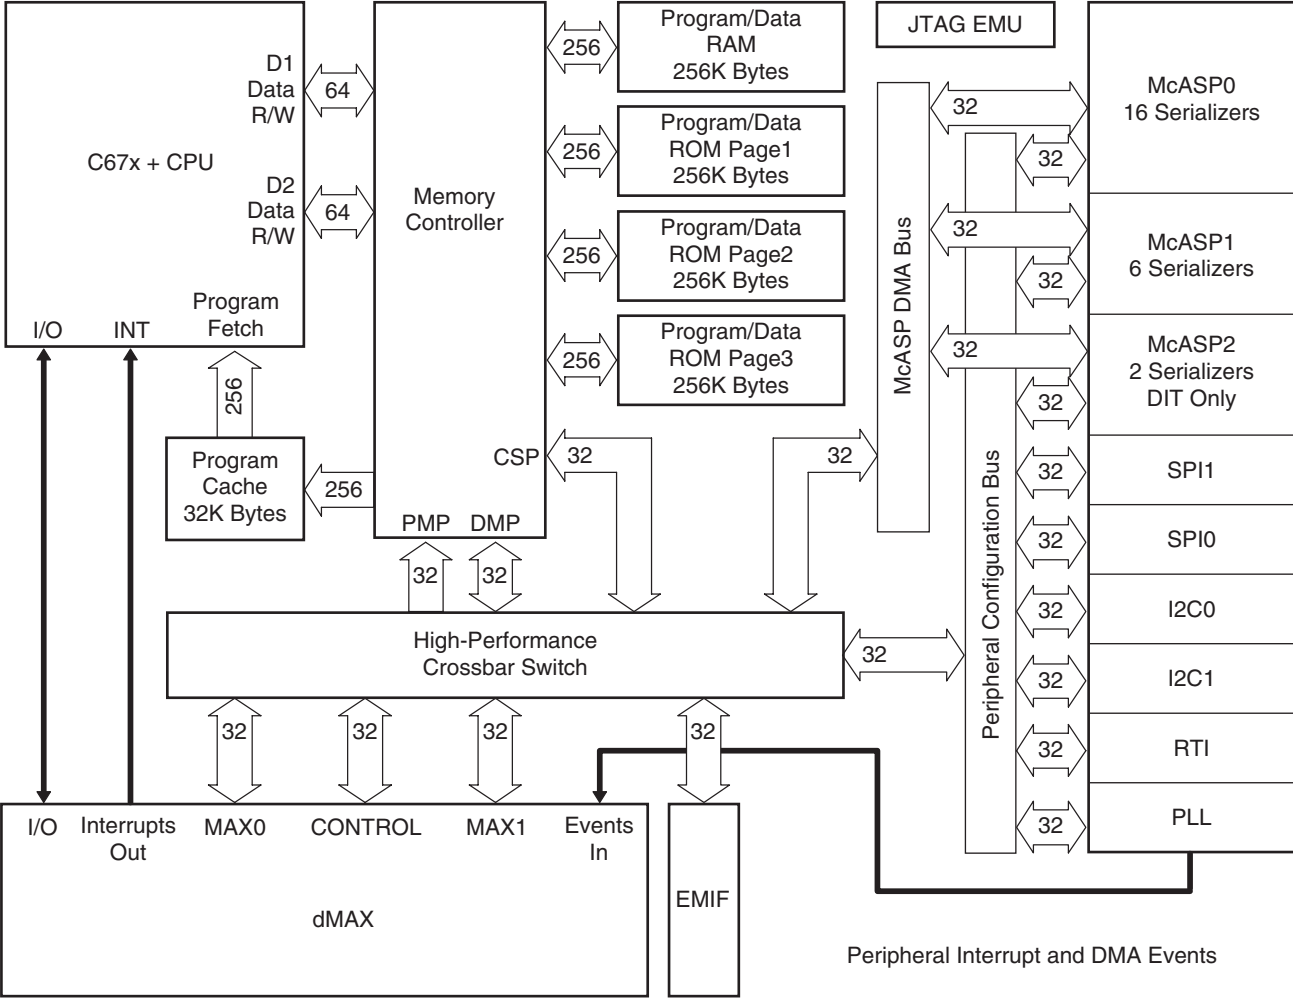 D1
Data
R/W
64
C67x + CPU
D2
Data
R/W
64
Program
Fetch
I/O
INT
256
Program
Cache
32K Bytes
256
Memory
Controller
CSP
PMP
DMP
32
32
32
256
Program/Data
RAM
256K Bytes
256
Program/Data
ROM Page1
256K Bytes
256
Program/Data
ROM Page2
256K Bytes
256
Program/Data
ROM Page3
256K Bytes
JTAG EMU
McASP DMA Bus
32
32
32
32
Peripheral Configuration Bus
32
32
32
32
32
32
32
32
32
32
McASP0
16 Serializers
McASP1
6 Serializers
McASP2
2 Serializers
DIT Only
SPI1
SPI0
I2C0
I2C1
RTI
PLL
High-Performance
Crossbar Switch
32
32
32
32
I/O
Interrupts
Out
MAX0
CONTROL
MAX1
Events
In
dMAX
EMIF
Peripheral Interrupt and DMA Events